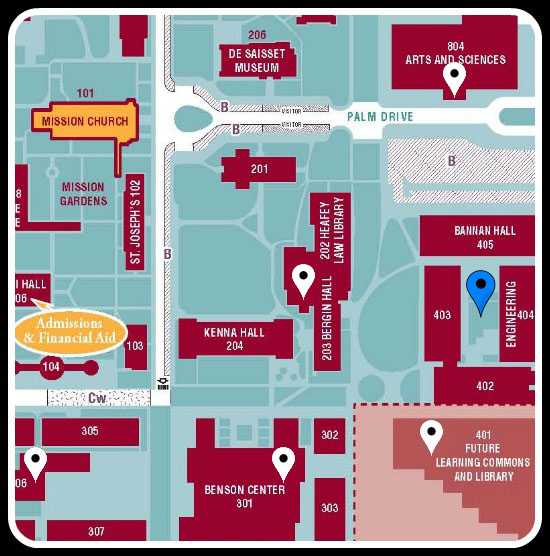 206
DE SAISSET
MUSEUM
804
ARTS AND SCIENCES
101
MISSION CHURCH
B
VISITOR
VISITOR
B
PALM DRIVE
B
201
MISSION
GARDENS
ST. JOSEPH'S 102
202 HEAFEY
LAW LIBRARY
BANNAN HALL
405
B
I HALL
06
Admissions
& Financial Aid
203 BERGIN HALL
403
ENGINEERING
404
KENNA HALL
204
103
104
402
Cw
305
302
401
FUTURE
LEARNING COMMONS
AND LIBRARY
06
BENSON CENTER
301
303
307